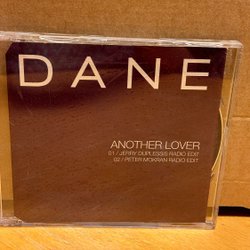 DANE
ANOTHER LOVER
01 / JERRY DUPLESSIS RADIO EDIT
02 / PETER MOKRAN RADIO EDIT